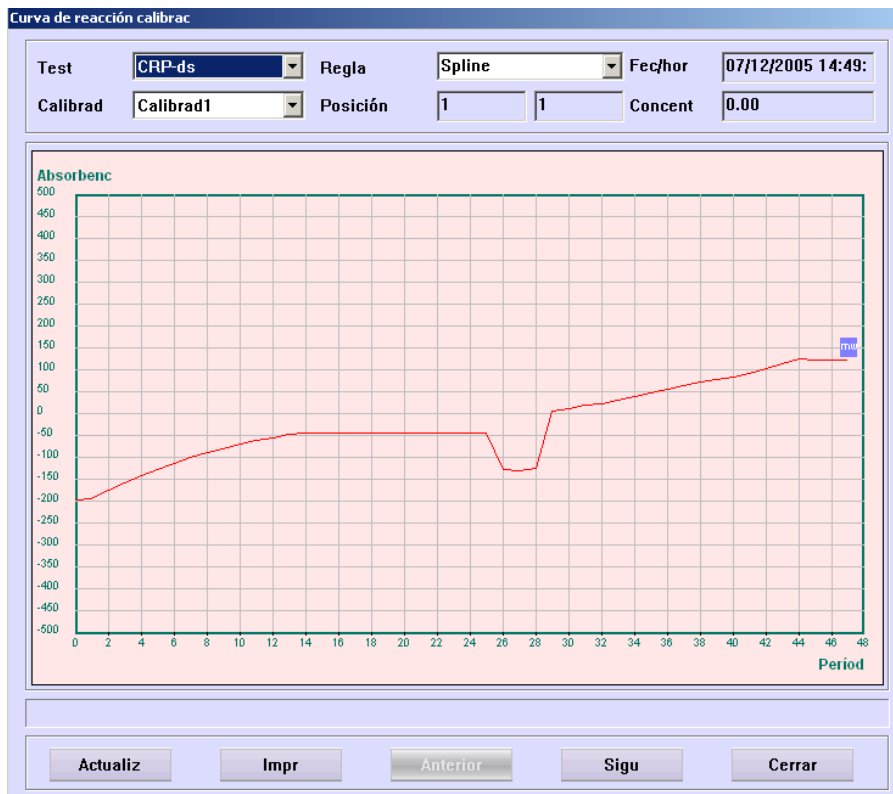 Curva de reacción calibrac
Test CRP-ds Regla Spline Fec/hor 07/12/2005 14:49:
Calibrad Calibrad1 Posición 1 1 Concent 0.00
Absorbenc
500
450
400
350
300
250
200
150
mw
100
50
0
-50
-100
-150
-200
-250
-300
-350
-400
-450
-500
0 2 4 6 8 10 12 14 16 18 20 22 24 26 28 30 32 34 36 38 40 42 44 46 48
Períod
Actualiz Impr Anterior Sigu Cerrar